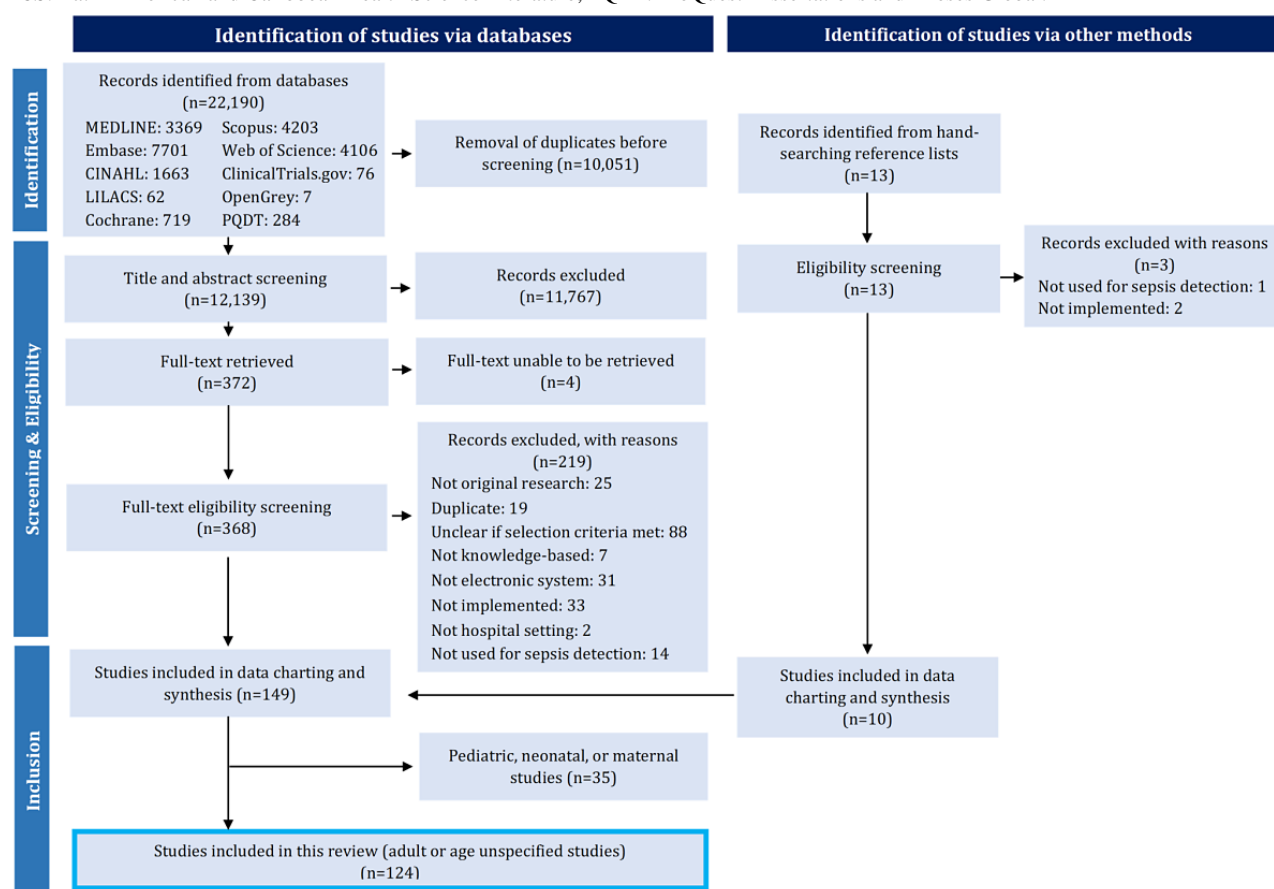 Identification of studies via databases
Identification of studies via other methods
Identification
Records identified from databases
(n=22,190)
MEDLINE: 3369 Scopus: 4203
Embase: 7701 Web of Science: 4106
CINAHL: 1663 ClinicalTrials.gov: 76
LILACS: 62 OpenGrey: 7
Cochrane: 719 PQDT: 284
Removal of duplicates before
screening (n=10,051)
Records identified from hand-
searching reference lists
(n=13)
Screening & Eligibility
Title and abstract screening
(n=12,139)
Records excluded
(n=11,767)
Eligibility screening
(n=13)
Records excluded with reasons
(n=3)
Not used for sepsis detection: 1
Not implemented: 2
Full-text retrieved
(n=372)
Full-text unable to be retrieved
(n=4)
Full-text eligibility screening
(n=368)
Records excluded, with reasons
(n=219)
Not original research: 25
Duplicate: 19
Unclear if selection criteria met: 88
Not knowledge-based: 7
Not electronic system: 31
Not implemented: 33
Not hospital setting: 2
Not used for sepsis detection: 14
Inclusion
Studies included in data charting and
synthesis (n=149)
Studies included in data
charting and synthesis
(n=10)
Pediatric, neonatal, or maternal
studies (n=35)
Studies included in this review (adult or age unspecified studies)
(n=124)